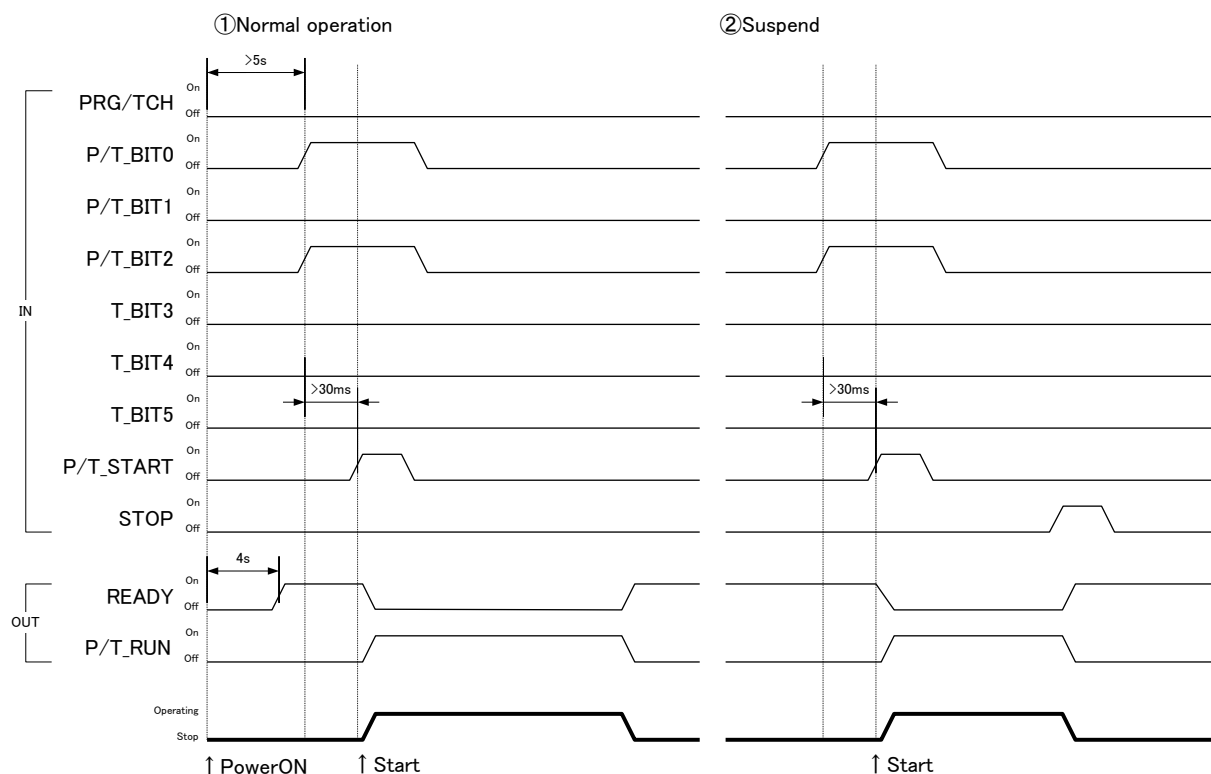 ①Normal operation
②Suspend
>5s
IN
On
PRG/TCH
Off
On
P/T_BIT0
Off
On
P/T_BIT1
Off
On
P/T_BIT2
Off
On
T_BIT3
Off
On
T_BIT4
Off
>30ms
>30ms
On
T_BIT5
Off
On
P/T_START
Off
On
STOP
Off
4s
OUT
On
READY
Off
On
P/T_RUN
Off
Operating
Stop
↑ PowerON
↑ Start
↑ Start